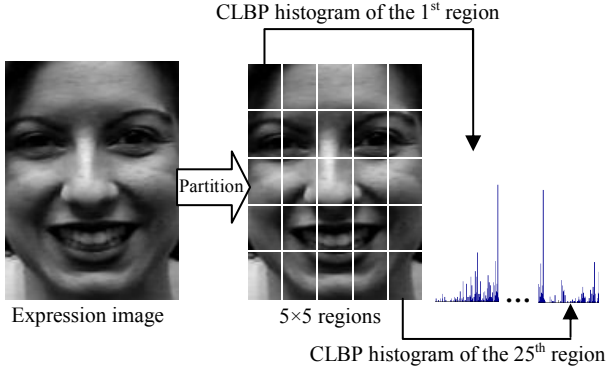 CLBP histogram of the 1st region
Partition
Expression image
5×5 regions
CLBP histogram of the 25th region